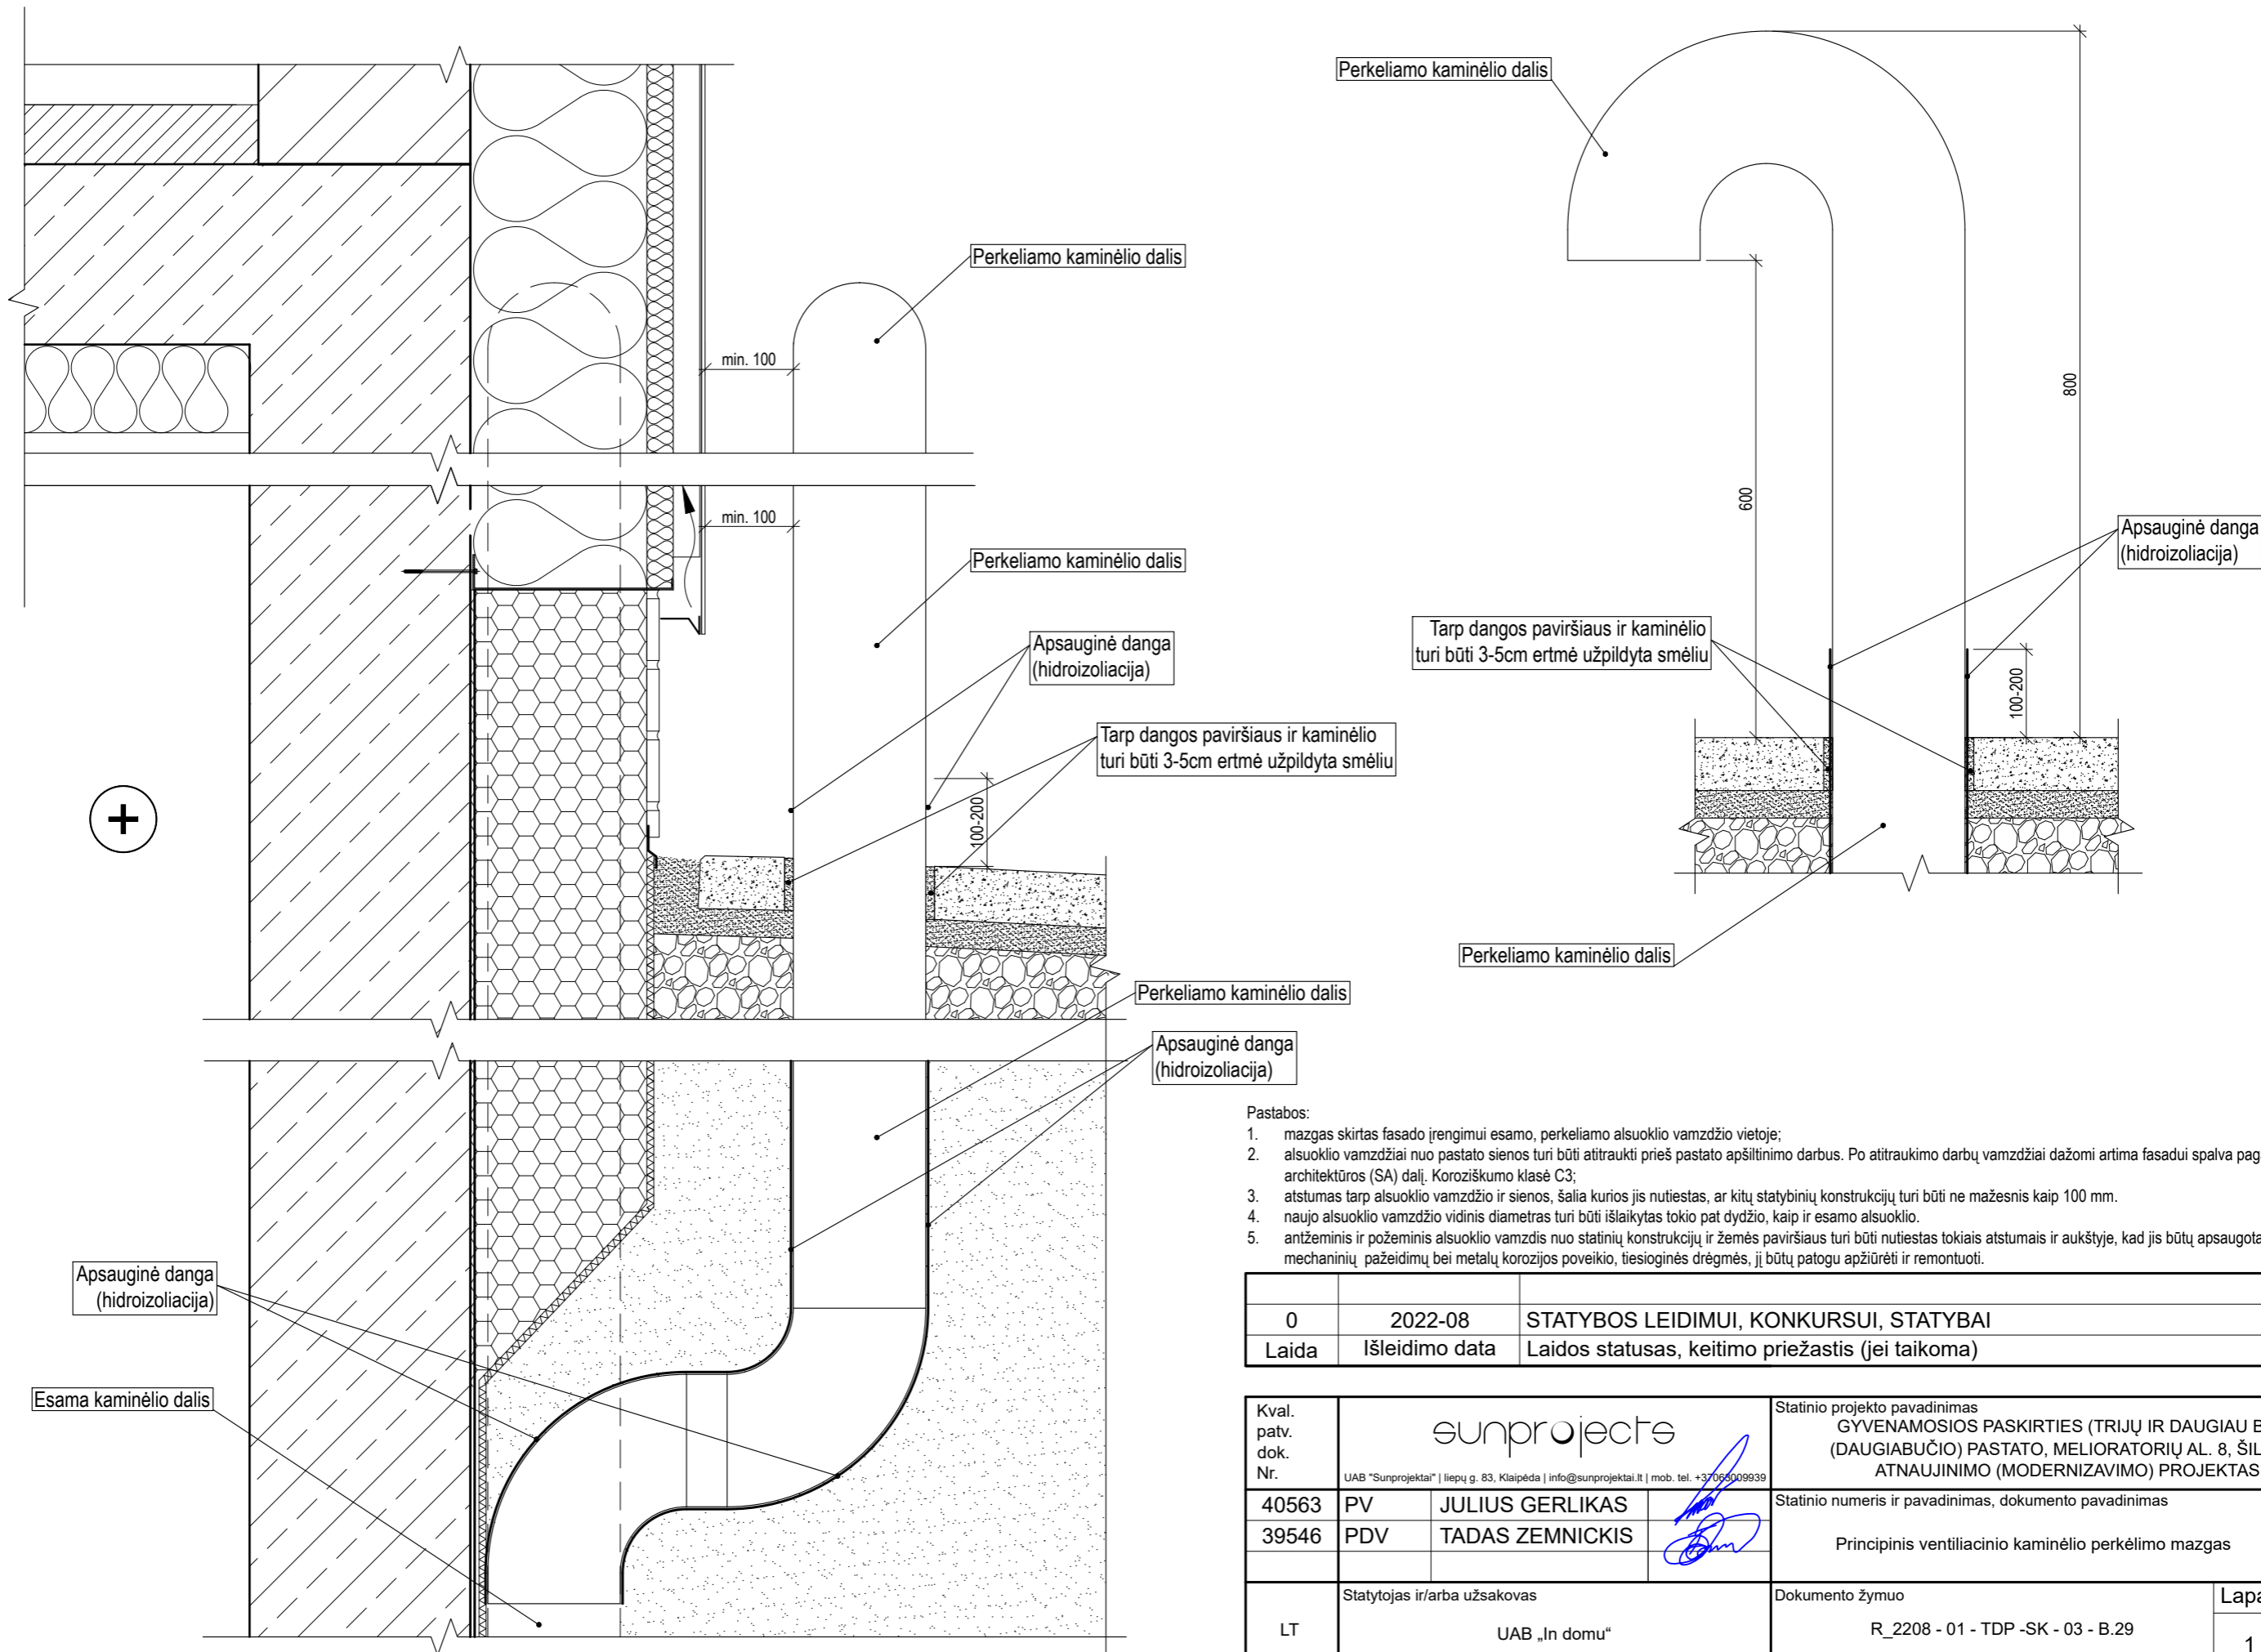 Perkeliamo kaminėlio dalis
Perkeliamo kaminėlio dalis
min. 100
800
600
min. 100
Apsauginė danga
(hidroizoliacija)
Perkeliamo kaminėlio dalis
Apsauginė danga
(hidroizoliacija)
Tarp dangos paviršiaus ir kaminėlio
turi būti 3-5cm ertmė užpildyta smėliu
100-200
Tarp dangos paviršiaus ir kaminėlio
turi būti 3-5cm ertmė užpildyta smėliu
100-200
+
Perkeliamo kaminėlio dalis
Perkeliamo kaminėlio dalis
Apsauginė danga
(hidroizoliacija)
Apsauginė danga
(hidroizoliacija)
Esama kaminėlio dalis
Pastabos:
1. mazgas skirtas fasado įrengimui esamo, perkeliamo alsuoklio vamzdžio vietoje;
2. alsuoklio vamzdžiai nuo pastato sienos turi būti atitraukti prieš pastato apšiltinimo darbus. Po atitraukimo darbų vamzdžiai dažomi artima fasadui spalva pag
architektūros (SA) dalį. Koroziškumo klasė C3;
3. atstumas tarp alsuoklio vamzdžio ir sienos, šalia kurios jis nutiestas, ar kitų statybinių konstrukcijų turi būti ne mažesnis kaip 100 mm.
4. naujo alsuoklio vamzdžio vidinis diametras turi būti išlaikytas tokio pat dydžio, kaip ir esamo alsuoklio.
5. antžeminis ir požeminis alsuoklio vamzdis nuo statinių konstrukcijų ir žemės paviršiaus turi būti nutiestas tokiais atstumais ir aukštyje, kad jis būtų apsaugota
mechaninių pažeidimų bei metalų korozijos poveikio, tiesioginės drėgmės, jį būtų patogu apžiūrėti ir remontuoti.
0 2022-08 STATYBOS LEIDIMUI, KONKURSUI, STATYBAI
Laida Išleidimo data Laidos statusas, keitimo priežastis (jei taikoma)
Kval.
patv.
dok.
Nr.
sunprojects
UAB "Sunprojektai" | liepų g. 83, Klaipėda | info@sunprojektai.lt | mob. tel. +37063009939
Statinio projekto pavadinimas
GYVENAMOSIOS PASKIRTIES (TRIJŲ IR DAUGIAU B
(DAUGIABUČIO) PASTATO, MELIORATORIŲ AL. 8, ŠIL
ATNAUJINIMO (MODERNIZAVIMO) PROJEKTAS
40563 PV JULIUS GERLIKAS
39546 PDV TADAS ZEMNICKIS
Statinio numeris ir pavadinimas, dokumento pavadinimas
Principinis ventiliacinio kaminėlio perkėlimo mazgas
LT
Statytojas ir/arba užsakovas
UAB „In domu“
Dokumento žymuo
R_2208 - 01 - TDP -SK - 03 - B.29
Lapa
1